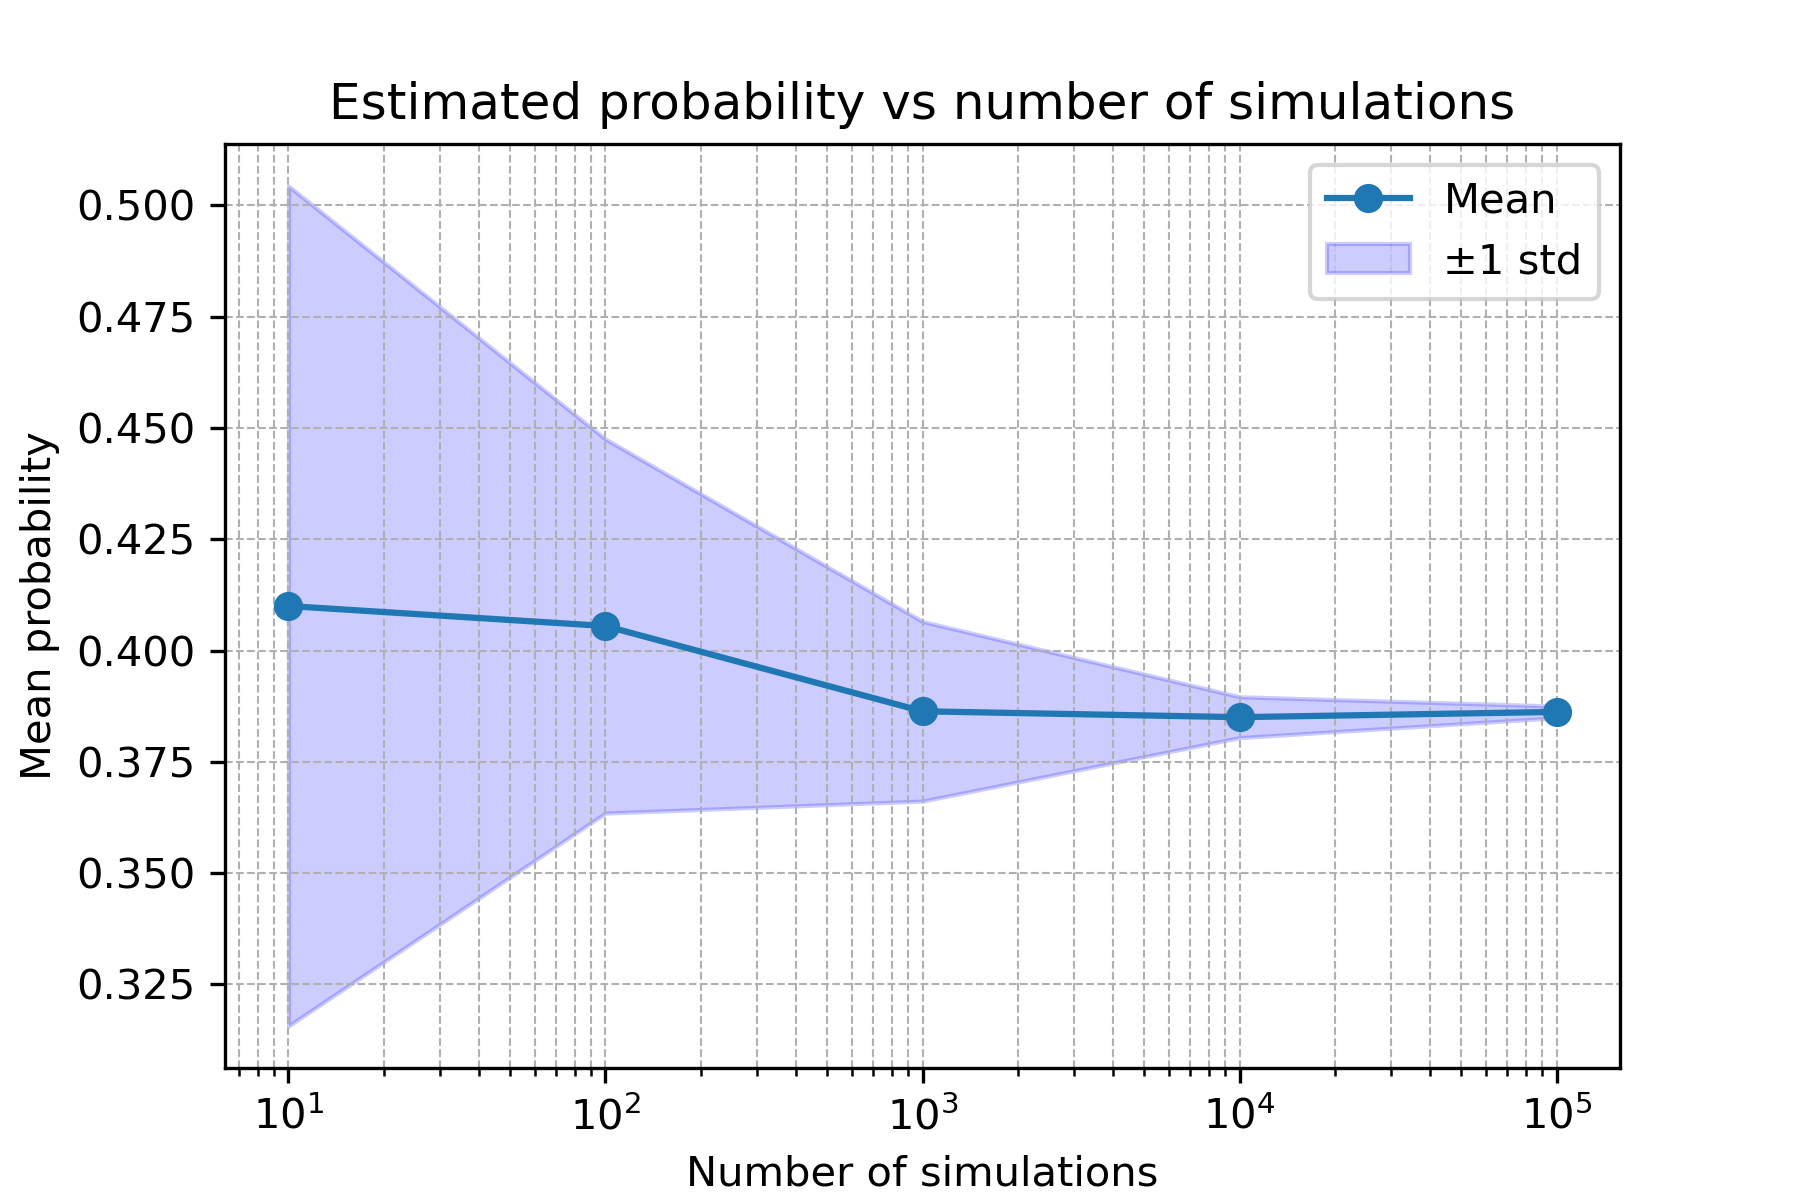 Estimated probability vs number of simulations
Mean
±1 std
Mean probability
0.500
0.475
0.450
0.425
0.400
0.375
0.350
0.325
10¹ 10² 10³ 10⁴ 10⁵
Number of simulations